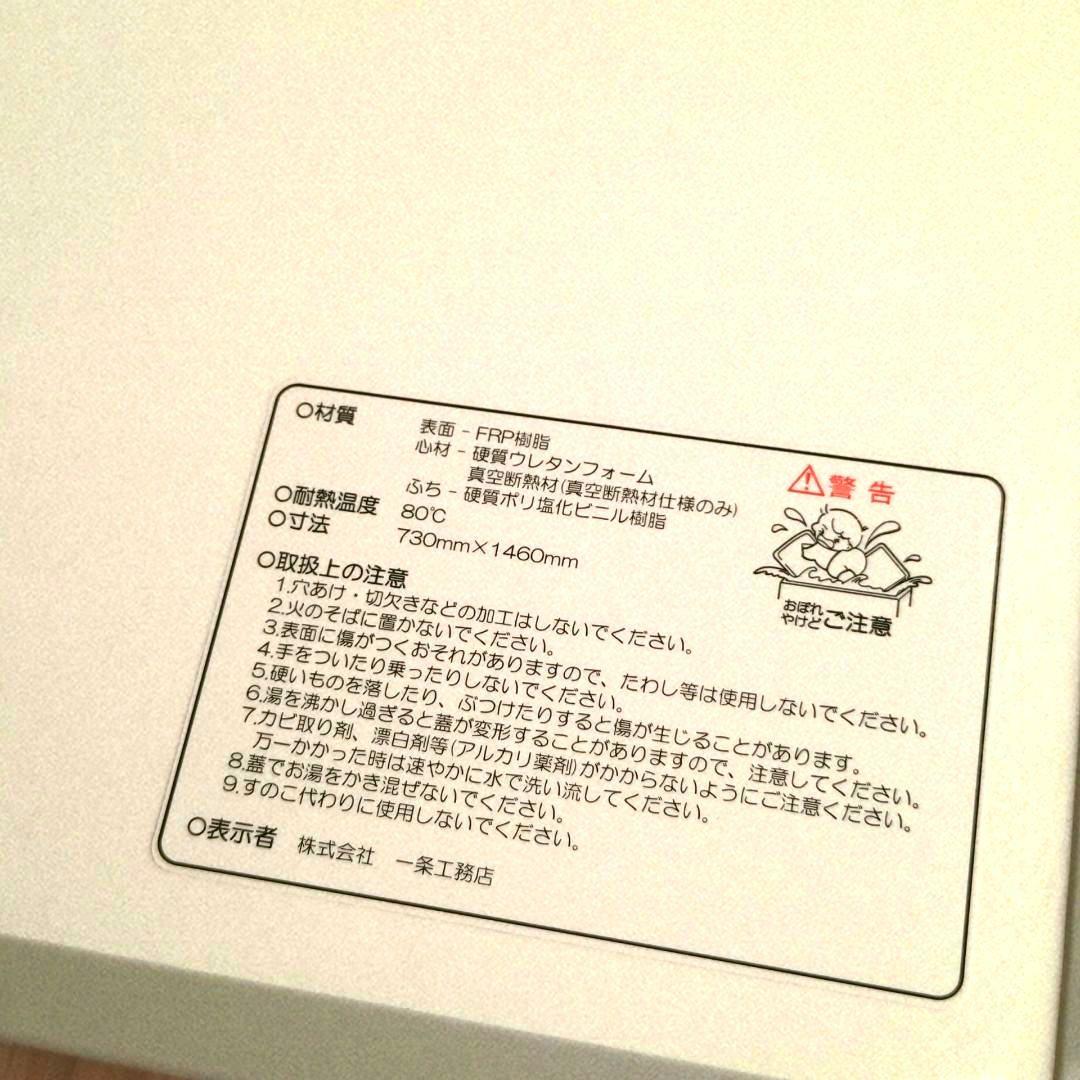 ○材質 表面 - FRP樹脂
心材 - 硬質ウレタンフォーム
真空断熱材(真空断熱材仕様のみ)
ふち - 硬質ポリ塩化ビニル樹脂
○耐熱温度 80℃
○寸法 730mm×1460mm
○取扱上の注意
1.穴あけ・切欠きなどの加工はしないでください。
2.火のそばに置かないでください。
3.表面に傷がつくおそれがありますので、たわし等は使用しないでください。
4.手をついたり乗ったりしないでください。
5.硬いものを落したり、ぶつけたりすると傷が生じることがあります。
6.湯を沸かし過ぎると蓋が変形することがありますので、注意してください。
7.カビ取り剤、漂白剤等(アルカリ薬剤)がかからないようにご注意ください。
万一かかった時は速やかに水で洗い流してください。
8.蓋でお湯をかき混ぜないでください。
9.すのこ代わりに使用しないでください。
○表示者 株式会社 一条工務店
警告
おぼれ
やけど
ご注意